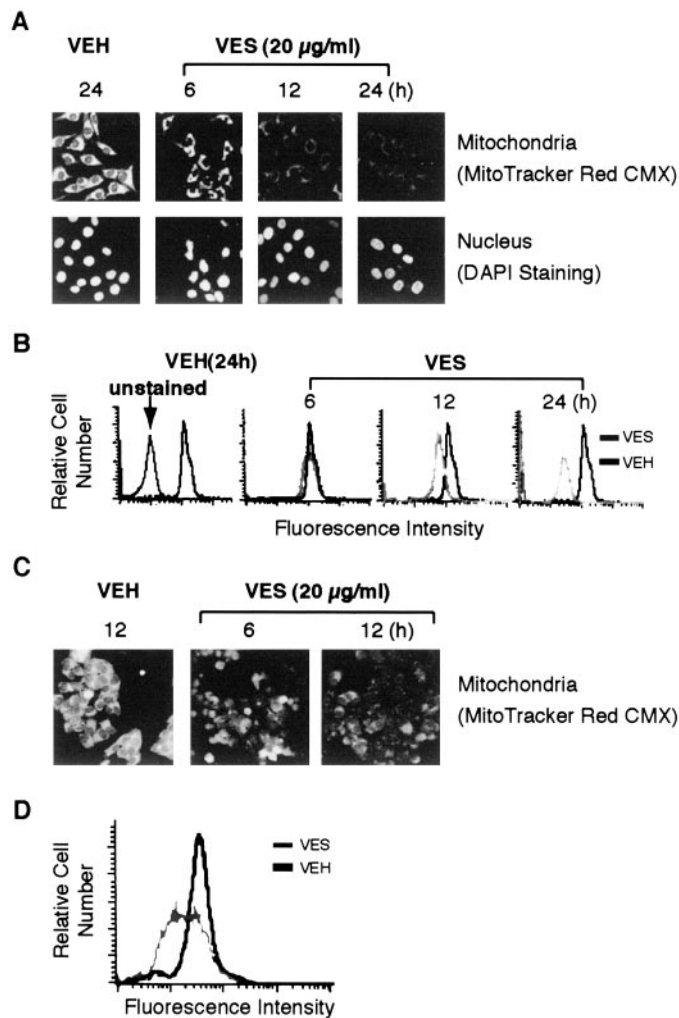 A
VEH
VES (20 µg/ml)
24
6
12
24 (h)
Mitochondria
(MitoTracker Red CMX)
Nucleus
(DAPI Staining)
B
VEH(24h)
VES
unstained
6
12
24 (h)
Relative Cell
Number
VES
VEH
Fluorescence Intensity
C
VEH
VES (20 µg/ml)
12
6
12 (h)
Mitochondria
(MitoTracker Red CMX)
D
Relative Cell
Number
VES
VEH
Fluorescence Intensity